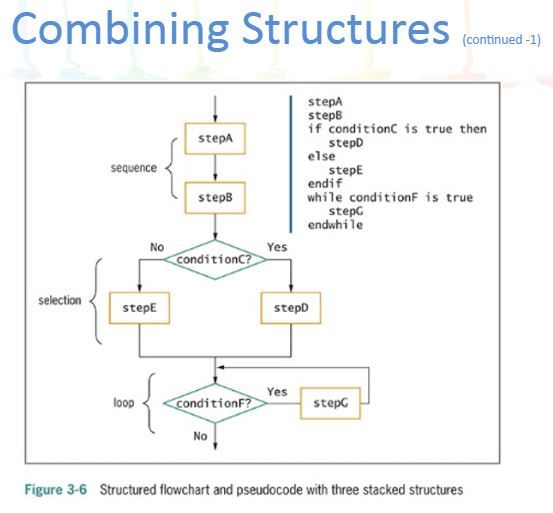 Combining Structures (continued -1)
stepA
stepB
if conditionC is true then
stepD
else
stepE
endif
while conditionF is true
stepG
endwhile
stepA
sequence
stepB
No
Yes
conditionC?
selection
stepE
stepD
loop
conditionF?
Yes
stepG
No
Figure 3-6 Structured flowchart and pseudocode with three stacked structures